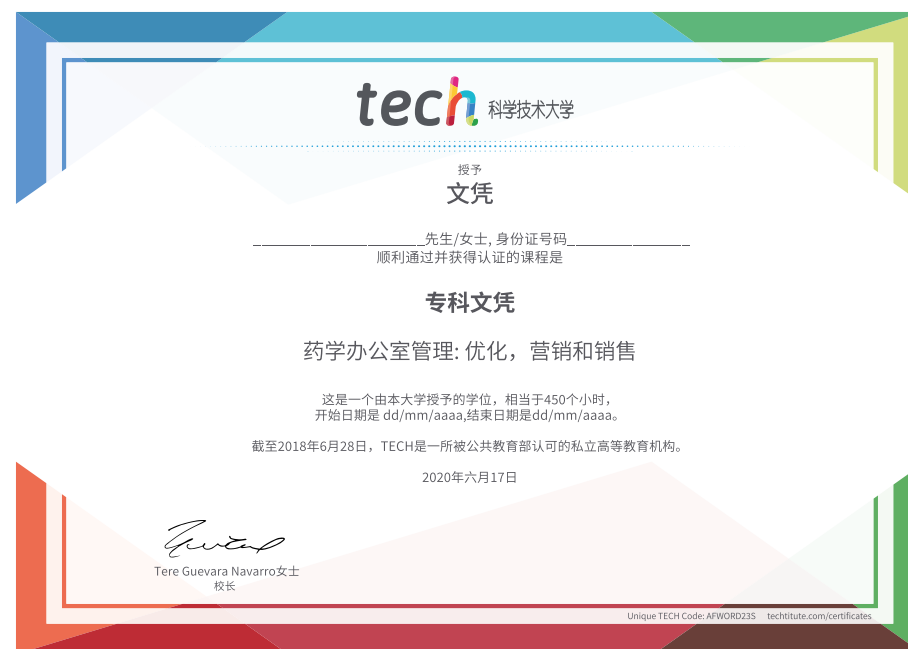 tech 科学技术大学
授予
文凭
______________________先生/女士, 身份证号码________________
顺利通过并获得认证的课程是
专科文凭
药学办公室管理: 优化，营销和销售
这是一个由本大学授予的学位，相当于450个小时，
开始日期是 dd/mm/aaaa,结束日期是dd/mm/aaaa。
截至2018年6月28日，TECH是一所被公共教育部认可的私立高等教育机构。
2020年六月17日
Tere Guevara Navarro女士
校长
Unique TECH Code: AFWORD23S techtitute.com/certificates